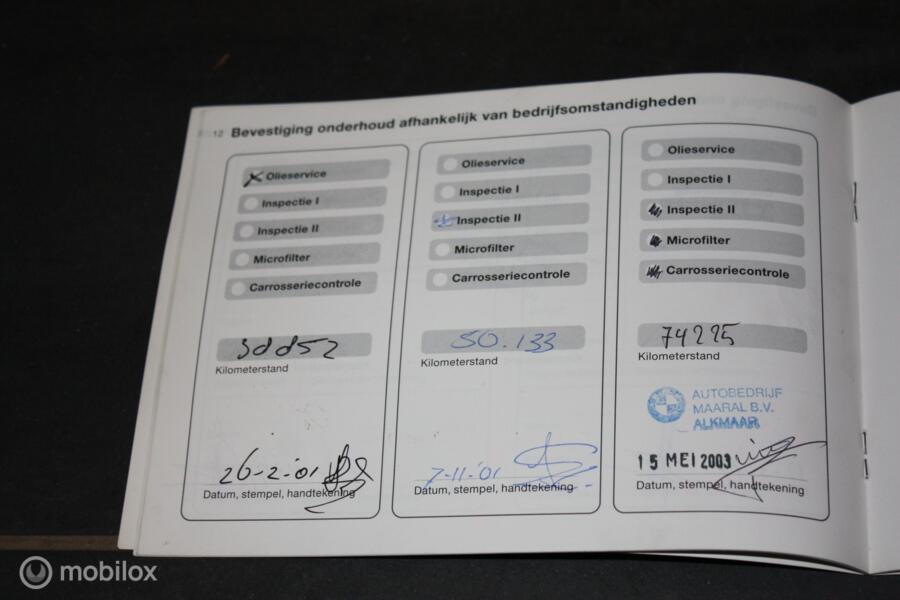 12 Bevestiging onderhoud afhankelijk van bedrijfsomstandigheden
Olieservice
Inspectie I
Inspectie II
Microfilter
Carrosseriecontrole
Kilometerstand
26-2-'01
Datum, stempel, handtekening
Olieservice
Inspectie I
Inspectie II
Microfilter
Carrosseriecontrole
50.133
Kilometerstand
7-11-'01
Datum, stempel, handtekening
Olieservice
Inspectie I
Inspectie II
Microfilter
Carrosseriecontrole
74225
Kilometerstand
AUTOBEDRIJF
MAARAL B.V.
ALKMAAR
15 MEI 2003
Datum, stempel, handtekening
mobilox